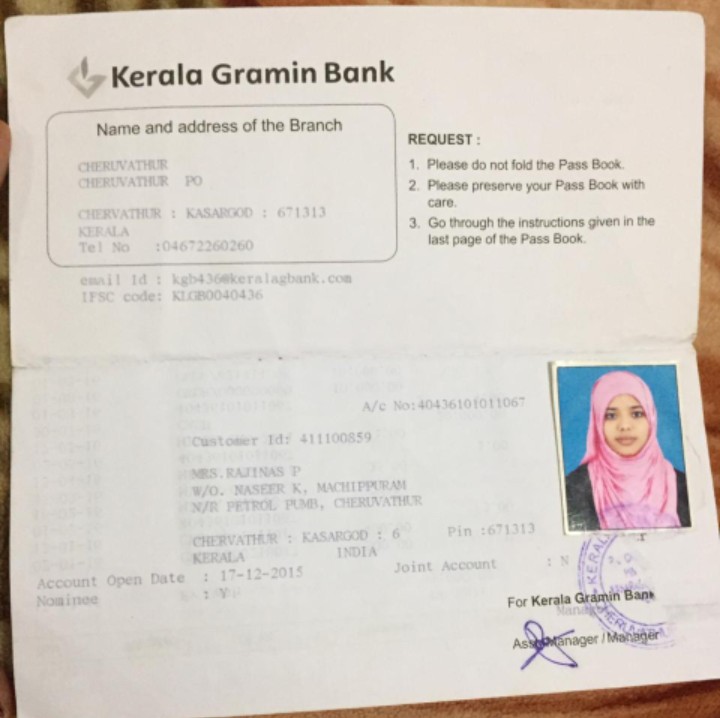 Kerala Gramin Bank
Name and address of the Branch
CHERUVATHUR
CHERUVATHUR PO
CHERVATHUR : KASARGOD : 671313
KERALA
Tel No :04672260260
email Id : kgb436@keralagbank.com
IFSC code: KLGB0040436
REQUEST :
1. Please do not fold the Pass Book.
2. Please preserve your Pass Book with
care.
3. Go through the instructions given in the
last page of the Pass Book.
A/c No:40436101011067
Customer Id: 411100859
MRS.RAJINAS P
W/O. NASEER K, MACHIPPURAM
N/R PETROL PUMB, CHERUVATHUR
CHERVATHUR : KASARGOD : 6 Pin :671313
KERALA INDIA
Account Open Date : 17-12-2015 Joint Account : N
Nominee : Y
For Kerala Gramin Bank
Manager
Asst.Manager / Manager